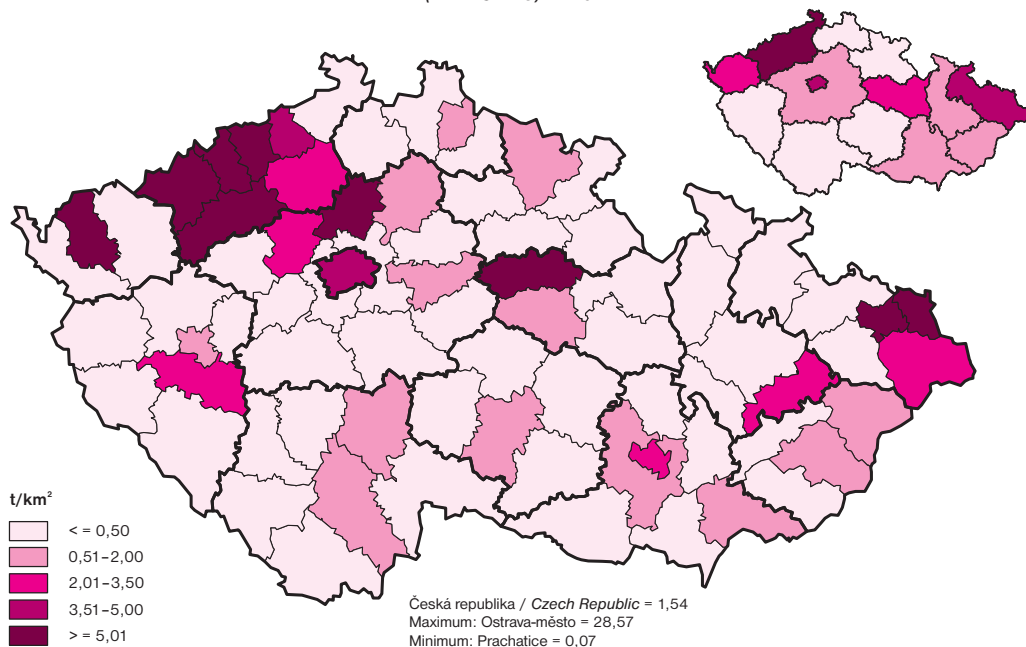 t/km²
< = 0,50
0,51–2,00
2,01–3,50
3,51–5,00
> = 5,01
Česká republika / Czech Republic = 1,54
Maximum: Ostrava-město = 28,57
Minimum: Prachatice = 0,07